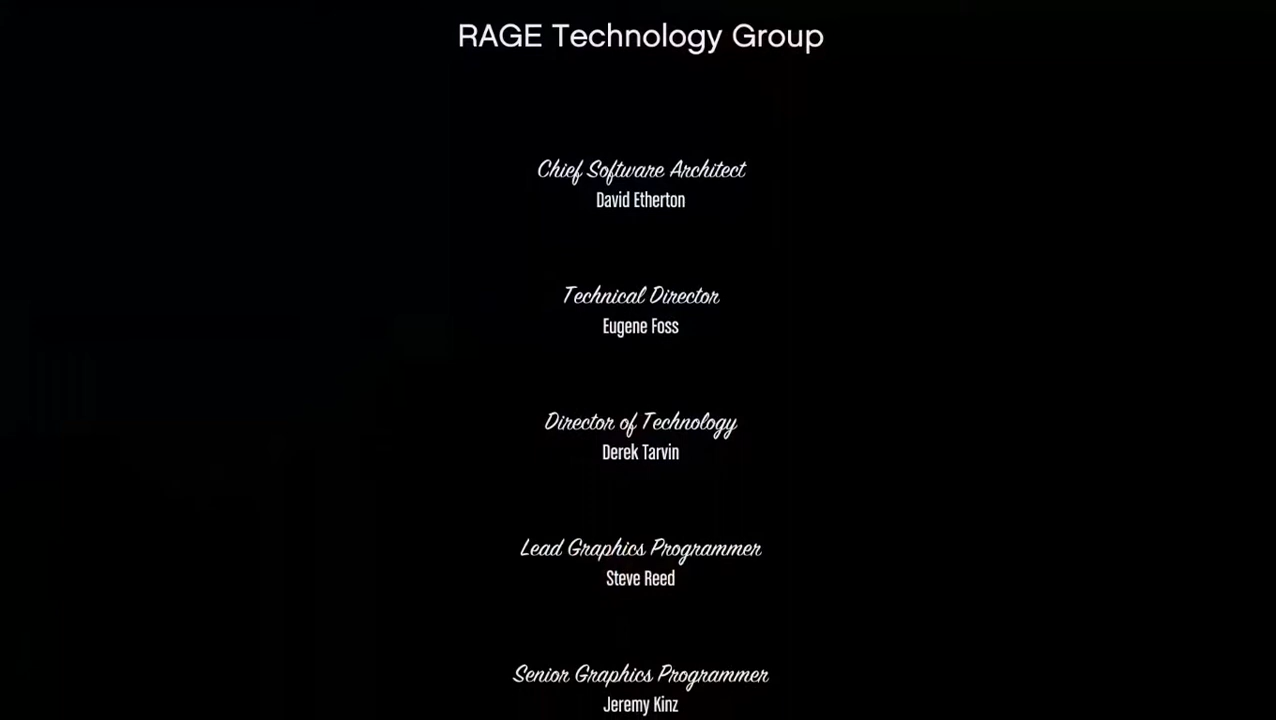 RAGE Technology Group
Chief Software Architect
David Etherton
Technical Director
Eugene Foss
Director of Technology
Derek Tarvin
Lead Graphics Programmer
Steve Reed
Senior Graphics Programmer
Jeremy Kinz